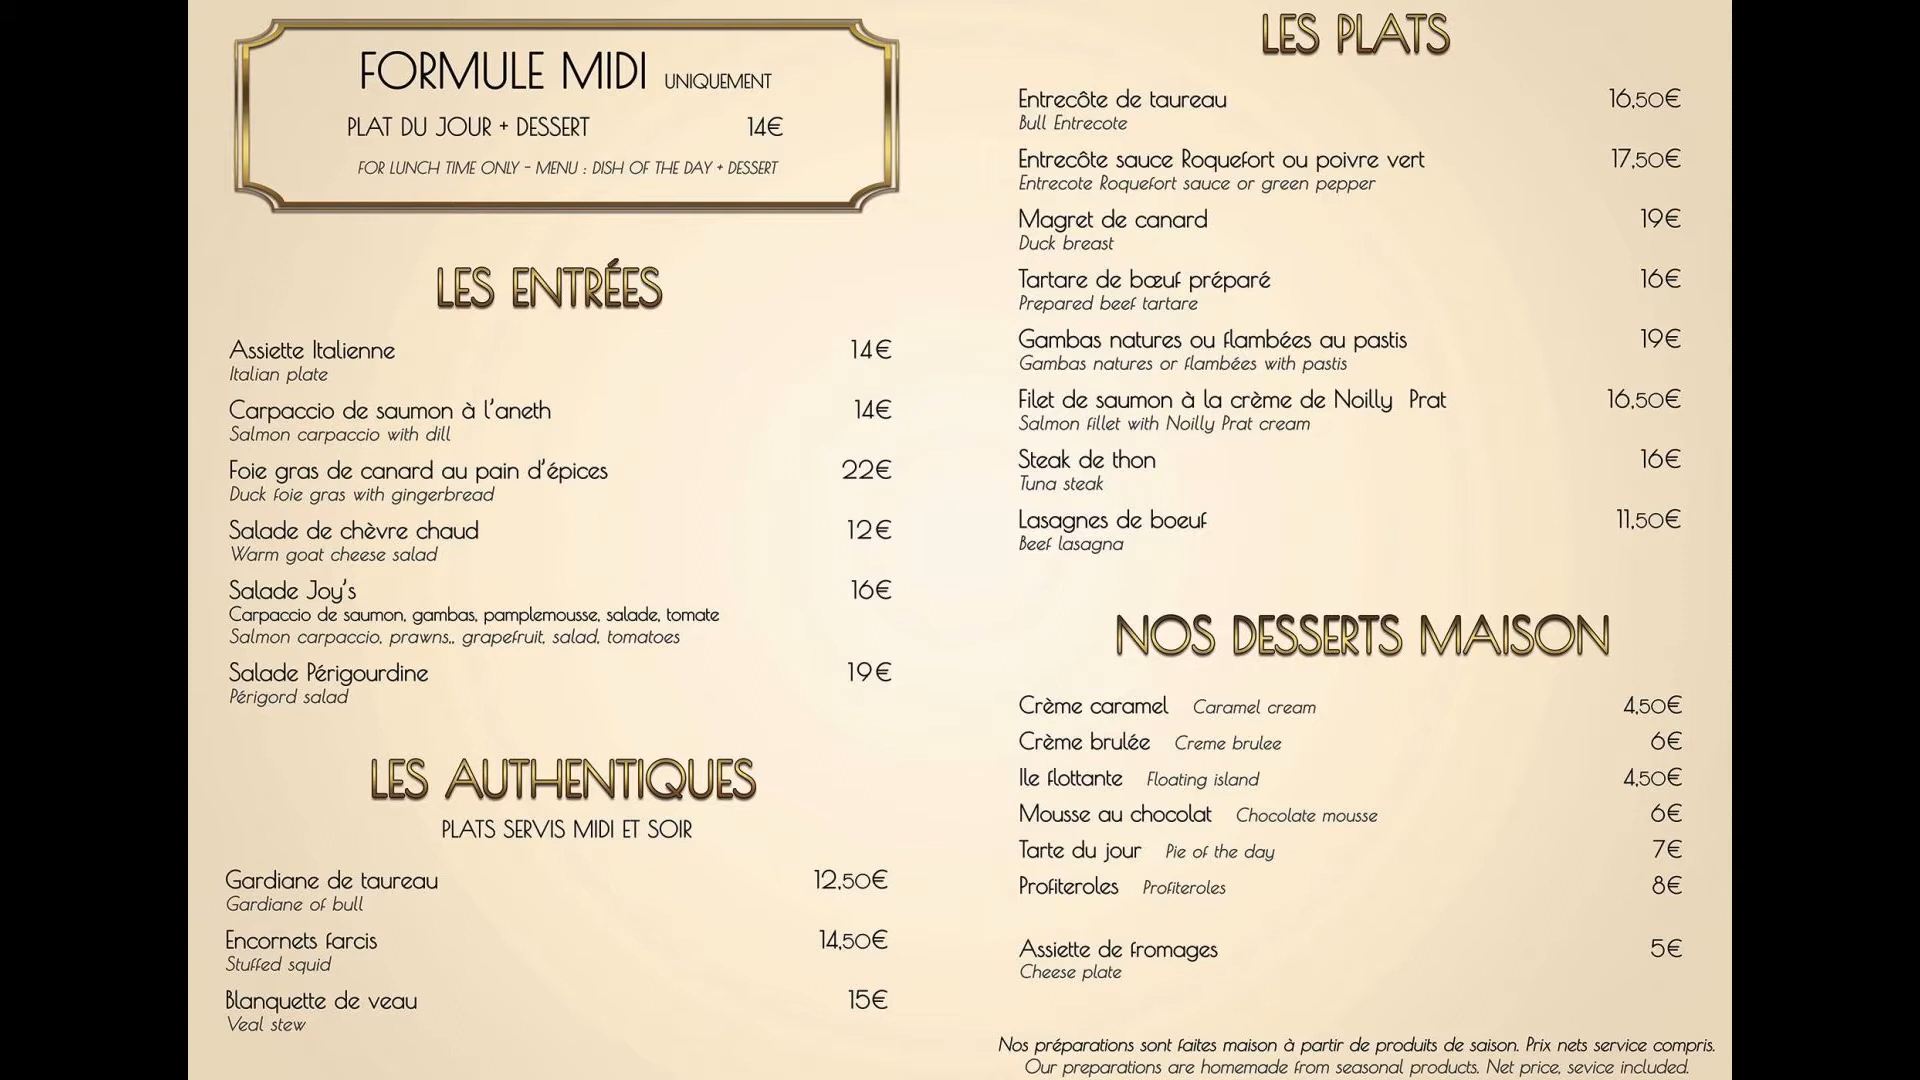 FORMULE MIDI UNIQUEMENT
PLAT DU JOUR + DESSERT 14€
FOR LUNCH TIME ONLY - MENU : DISH OF THE DAY + DESSERT
LES ENTRÉES
Assiette Italienne 14€
Italian plate
Carpaccio de saumon à l'aneth 14€
Salmon carpaccio with dill
Foie gras de canard au pain d'épices 22€
Duck foie gras with gingerbread
Salade de chèvre chaud 12€
Warm goat cheese salad
Salade Joy's 16€
Carpaccio de saumon, gambas, pamplemousse, salade, tomate
Salmon carpaccio, prawns,, grapefruit, salad, tomatoes
Salade Périgourdine 19€
Périgord salad
LES AUTHENTIQUES
PLATS SERVIS MIDI ET SOIR
Gardiane de taureau 12,50€
Gardiane of bull
Encornets farcis 14,50€
Stuffed squid
Blanquette de veau 15€
Veal stew
LES PLATS
Entrecôte de taureau 16,50€
Bull Entrecote
Entrecôte sauce Roquefort ou poivre vert 17,50€
Entrecote Roquefort sauce or green pepper
Magret de canard 19€
Duck breast
Tartare de bœuf préparé 16€
Prepared beef tartare
Gambas natures ou flambées au pastis 19€
Gambas natures or flambées with pastis
Filet de saumon à la crème de Noilly Prat 16,50€
Salmon fillet with Noilly Prat cream
Steak de thon 16€
Tuna steak
Lasagnes de boeuf 11,50€
Beef lasagna
NOS DESSERTS MAISON
Crème caramel Caramel cream 4,50€
Crème brulée Creme brulee 6€
Ile flottante Floating island 4,50€
Mousse au chocolat Chocolate mousse 6€
Tarte du jour Pie of the day 7€
Profiteroles Profiteroles 8€
Assiette de fromages 5€
Cheese plate
Nos préparations sont faites maison à partir de produits de saison. Prix nets service compris.
Our preparations are homemade from seasonal products. Net price, sevice included.